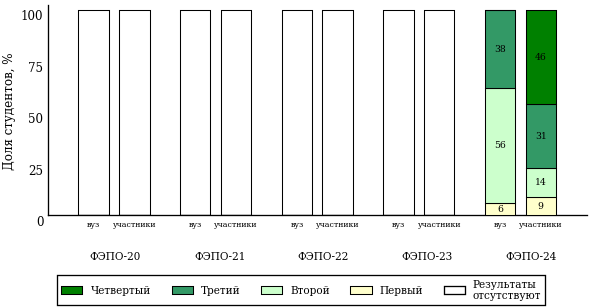 Доля студентов, %
100
75
50
25
0
38
56
6
46
31
14
9
вуз участники вуз участники вуз участники вуз участники вуз участники
ФЭПО-20 ФЭПО-21 ФЭПО-22 ФЭПО-23 ФЭПО-24
Четвертый Третий Второй Первый Результаты
отсутствуют